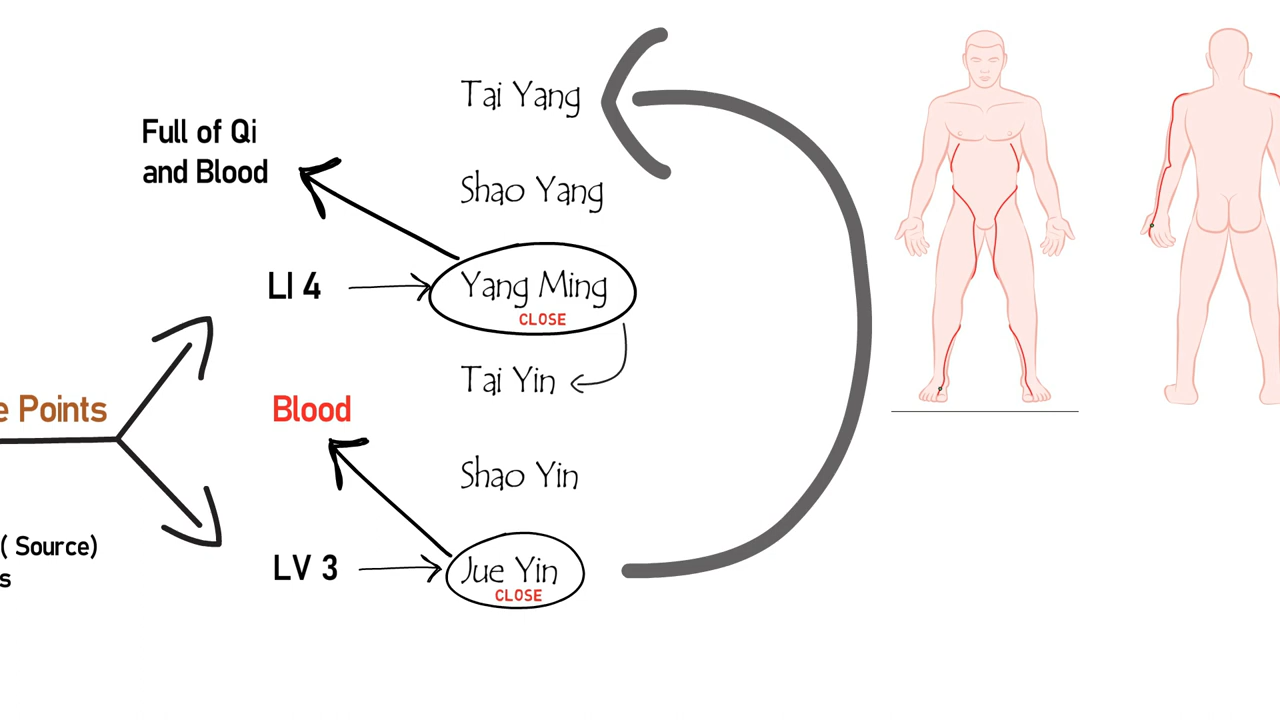 Tai Yang
Full of Qi
and Blood
Shao Yang
LI 4
Yang Ming
CLOSE
Tai Yin
Points
Blood
Shao Yin
( Source)
LV 3
Jue Yin
CLOSE